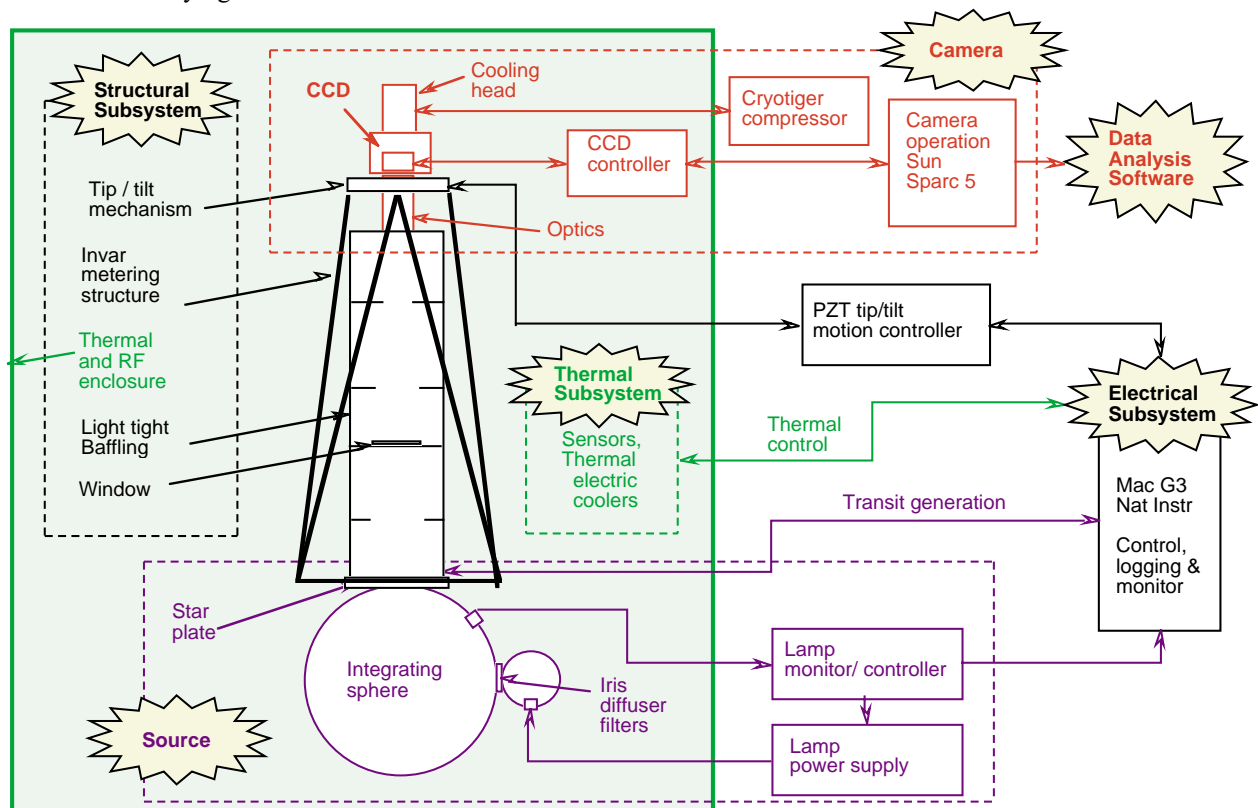 Camera
Structural
Subsystem
Cooling
head
CCD
Cryotiger
compressor
Camera
operation
Sun
Sparc 5
CCD
controller
Data
Analysis
Software
Tip / tilt
mechanism
Optics
Invar
metering
structure
PZT tip/tilt
motion controller
Thermal
and RF
enclosure
Thermal
Subsystem
Electrical
Subsystem
Light tight
Baffling
Sensors,
Thermal
electric
coolers
Thermal
control
Window
Transit generation
Mac G3
Nat Instr
Control,
logging &
monitor
Star
plate
Integrating
sphere
Iris
diffuser
filters
Lamp
monitor/ controller
Source
Lamp
power supply